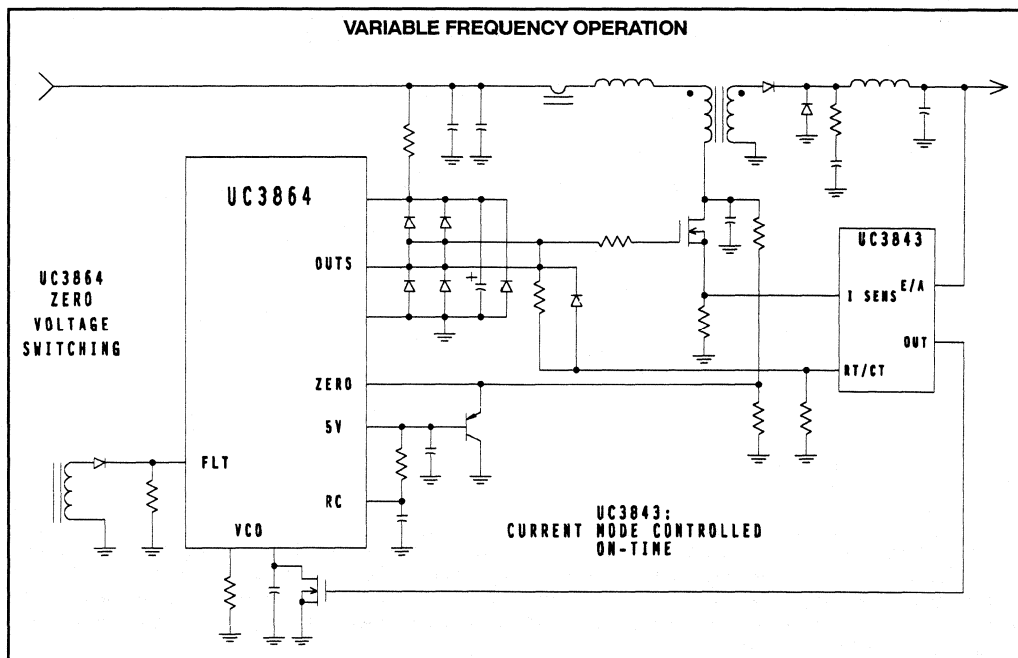 VARIABLE FREQUENCY OPERATION
UC3864
UC3864
ZERO
VOLTAGE
SWITCHING
OUTS
+
ZERO
5V
FLT
RC
VCO
UC3843
E/A
I SENS
OUT
RT/CT
UC3843:
CURRENT MODE CONTROLLED
ON-TIME